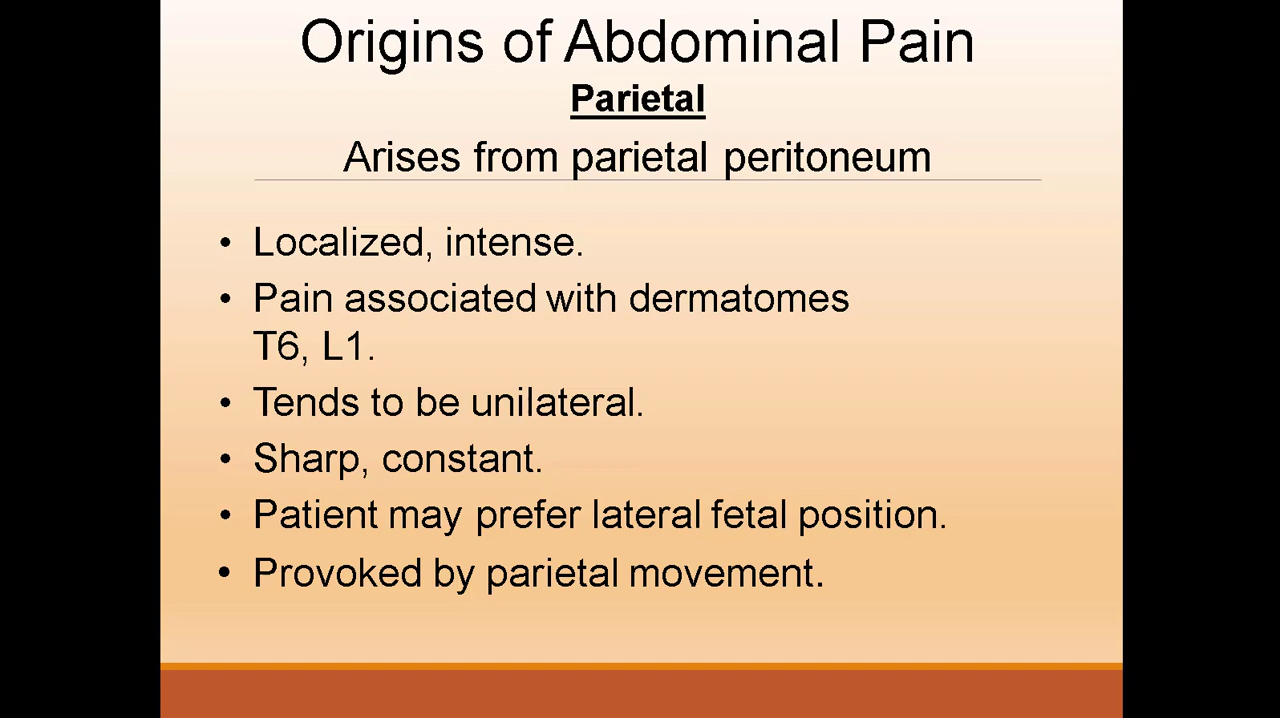 Origins of Abdominal Pain
Parietal
Arises from parietal peritoneum
• Localized, intense.
• Pain associated with dermatomes
T6, L1.
• Tends to be unilateral.
• Sharp, constant.
• Patient may prefer lateral fetal position.
• Provoked by parietal movement.